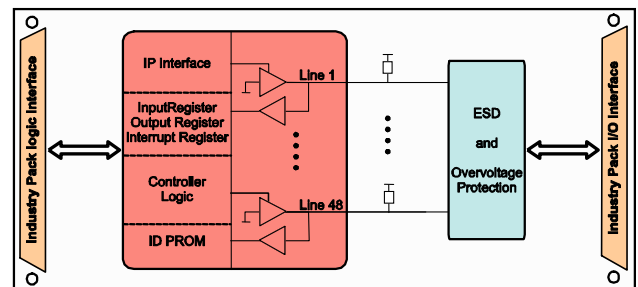 Industry Pack logic Interface
IP Interface
InputRegister
Output Register
Interrupt Register
Controller
Logic
ID PROM
Line 1
Line 48
ESD
and
Overvoltage
Protection
Industry Pack I/O Interface